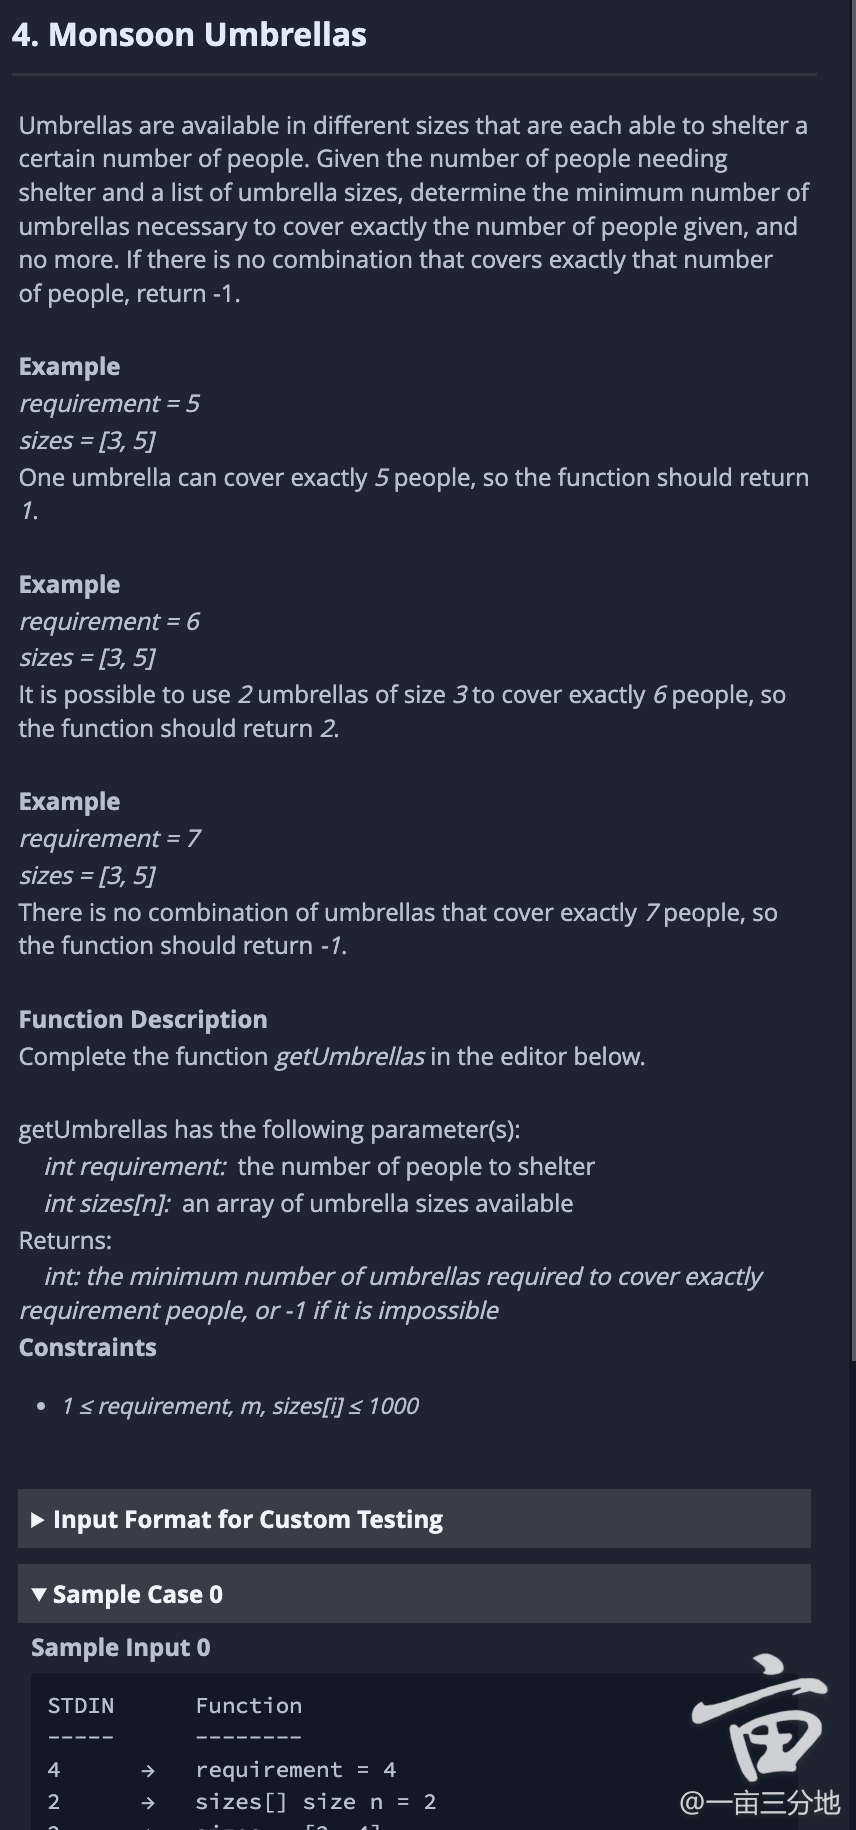 4. Monsoon Umbrellas
Umbrellas are available in different sizes that are each able to shelter a
certain number of people. Given the number of people needing
shelter and a list of umbrella sizes, determine the minimum number of
umbrellas necessary to cover exactly the number of people given, and
no more. If there is no combination that covers exactly that number
of people, return -1.
Example
requirement = 5
sizes = [3, 5]
One umbrella can cover exactly 5 people, so the function should return
1.
Example
requirement = 6
sizes = [3, 5]
It is possible to use 2 umbrellas of size 3 to cover exactly 6 people, so
the function should return 2.
Example
requirement = 7
sizes = [3, 5]
There is no combination of umbrellas that cover exactly 7 people, so
the function should return -1.
Function Description
Complete the function getUmbrellas in the editor below.
getUmbrellas has the following parameter(s):
int requirement: the number of people to shelter
int sizes[n]: an array of umbrella sizes available
Returns:
int: the minimum number of umbrellas required to cover exactly
requirement people, or -1 if it is impossible
Constraints
• 1 ≤ requirement, m, sizes[i] ≤ 1000
▶ Input Format for Custom Testing
▼ Sample Case 0
Sample Input 0
STDIN Function
----- --------
4 → requirement = 4
2 → sizes[] size n = 2
亩
@一亩三分地